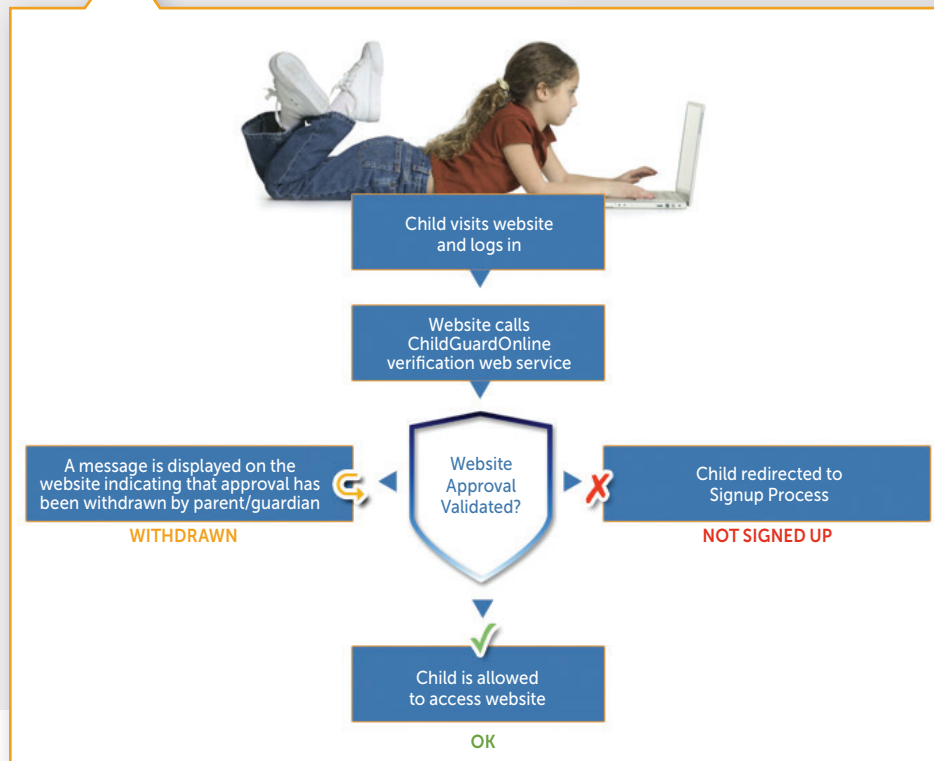 Child visits website
and logs in
Website calls
ChildGuardOnline
verification web service
Website
Approval
Validated?
A message is displayed on the
website indicating that approval has
been withdrawn by parent/guardian
WITHDRAWN
Child redirected to
Signup Process
NOT SIGNED UP
Child is allowed
to access website
OK